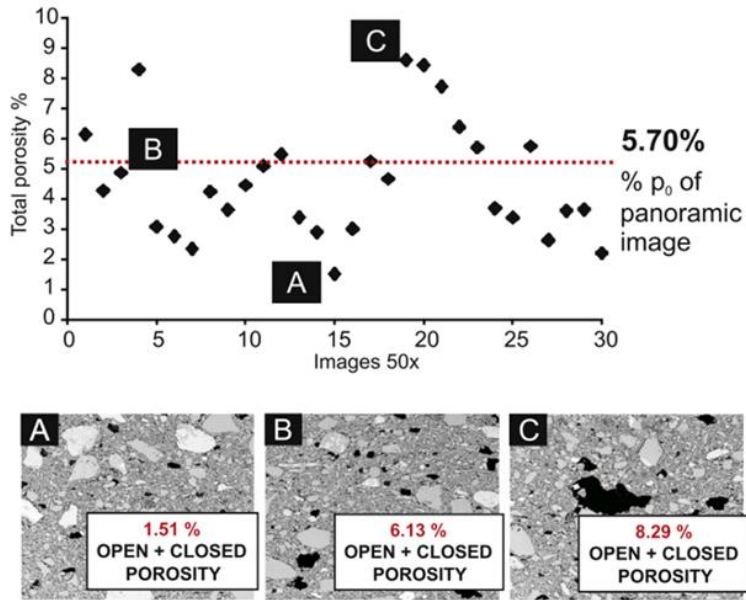 Total porosity %
10
9
8
7
6
5
4
3
2
1
0
C
B
A
5.70%
% p₀ of
panoramic
image
0 5 10 15 20 25 30
Images 50x
A
1.51 %
OPEN + CLOSED
POROSITY
B
6.13 %
OPEN + CLOSED
POROSITY
C
8.29 %
OPEN + CLOSED
POROSITY